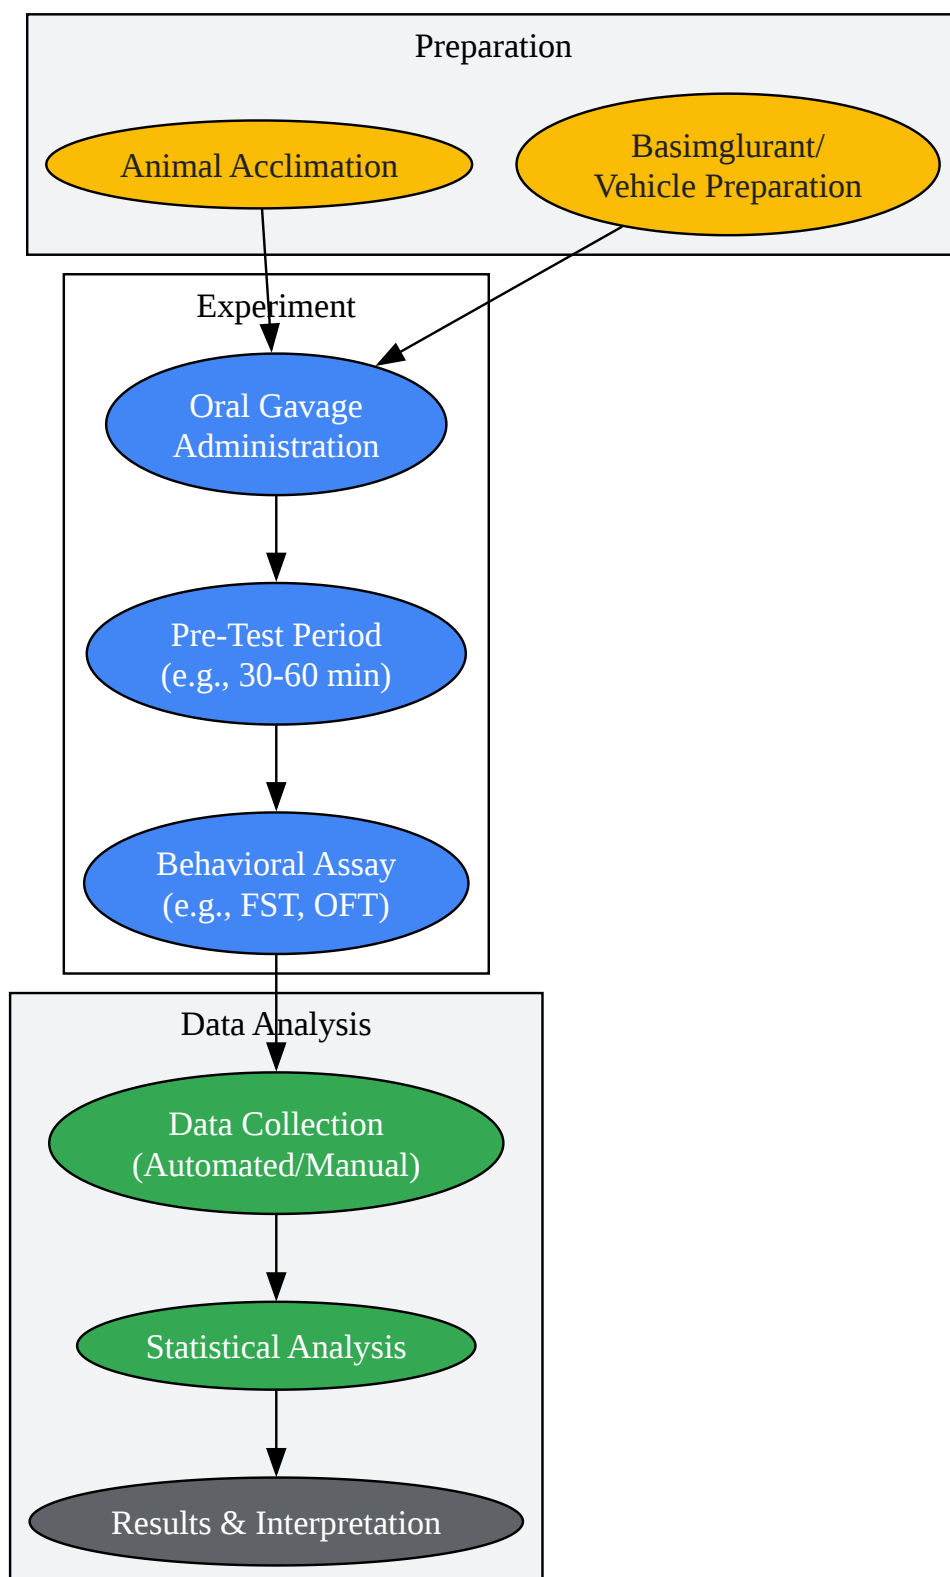 Preparation
Animal Acclimation
Basimglurant/
Vehicle Preparation
Experiment
Oral Gavage
Administration
Pre-Test Period
(e.g., 30-60 min)
Behavioral Assay
(e.g., FST, OFT)
Data Analysis
Data Collection
(Automated/Manual)
Statistical Analysis
Results & Interpretation